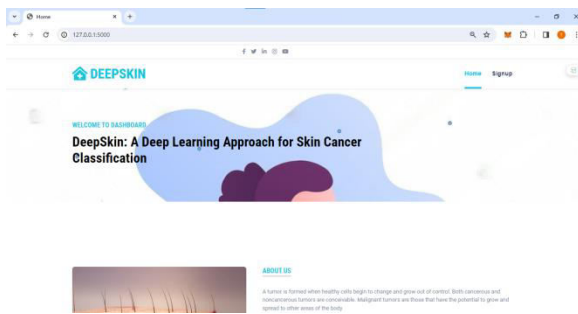 Home
127.0.0.1:5000
DEEPSKIN
Home Signup
WELCOME TO DASHBOARD
DeepSkin: A Deep Learning Approach for Skin Cancer
Classification
ABOUT US
A tumor is formed when healthy cells begin to change and grow out of control. Both cancerous and
noncancerous tumors are conceivable. Malignant tumors are those that have the potential to grow and
spread to other areas of the body